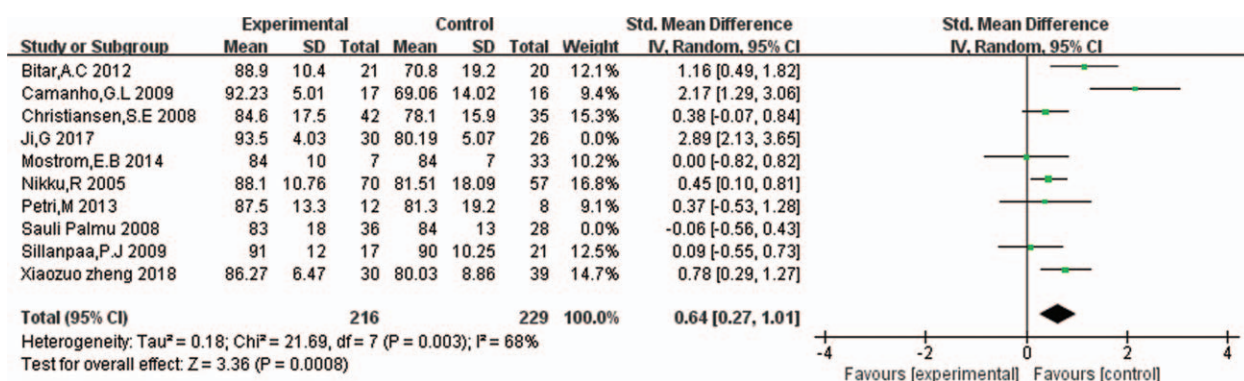 Experimental Control Std. Mean Difference Std. Mean Difference
Study or Subgroup Mean SD Total Mean SD Total Weight IV, Random, 95% CI IV, Random, 95% CI
Bitar,A.C 2012 88.9 10.4 21 70.8 19.2 20 12.1% 1.16 [0.49, 1.82]
Camanho,G.L 2009 92.23 5.01 17 69.06 14.02 16 9.4% 2.17 [1.29, 3.06]
Christiansen,S.E 2008 84.6 17.5 42 78.1 15.9 35 15.3% 0.38 [-0.07, 0.84]
Ji,G 2017 93.5 4.03 30 80.19 5.07 26 0.0% 2.89 [2.13, 3.65]
Mostrom,E.B 2014 84 10 7 84 7 33 10.2% 0.00 [-0.82, 0.82]
Nikku,R 2005 88.1 10.76 70 81.51 18.09 57 16.8% 0.45 [0.10, 0.81]
Petri,M 2013 87.5 13.3 12 81.3 19.2 8 9.1% 0.37 [-0.53, 1.28]
Sauli Palmu 2008 83 18 36 84 13 28 0.0% -0.06 [-0.56, 0.43]
Sillanpaa,P.J 2009 91 12 17 90 10.25 21 12.5% 0.09 [-0.55, 0.73]
Xiaozuo zheng 2018 86.27 6.47 30 80.03 8.86 39 14.7% 0.78 [0.29, 1.27]
Total (95% CI) 216 229 100.0% 0.64 [0.27, 1.01]
Heterogeneity: Tau² = 0.18; Chi² = 21.69, df = 7 (P = 0.003); I² = 68%
Test for overall effect: Z = 3.36 (P = 0.0008)
-4 -2 0 2 4
Favours [experimental] Favours [control]